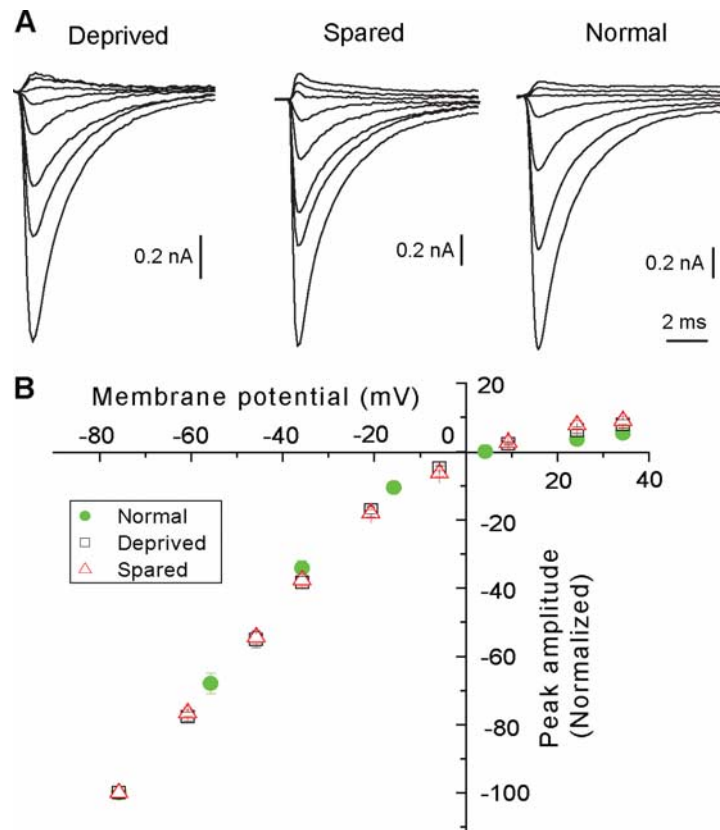 A
Deprived
Spared
Normal
0.2 nA
0.2 nA
0.2 nA
2 ms
B
Membrane potential (mV)
20
-80
-60
-40
-20
0
20
40
Normal
Deprived
Spared
-20
-40
-60
-80
-100
Peak amplitude
(Normalized)